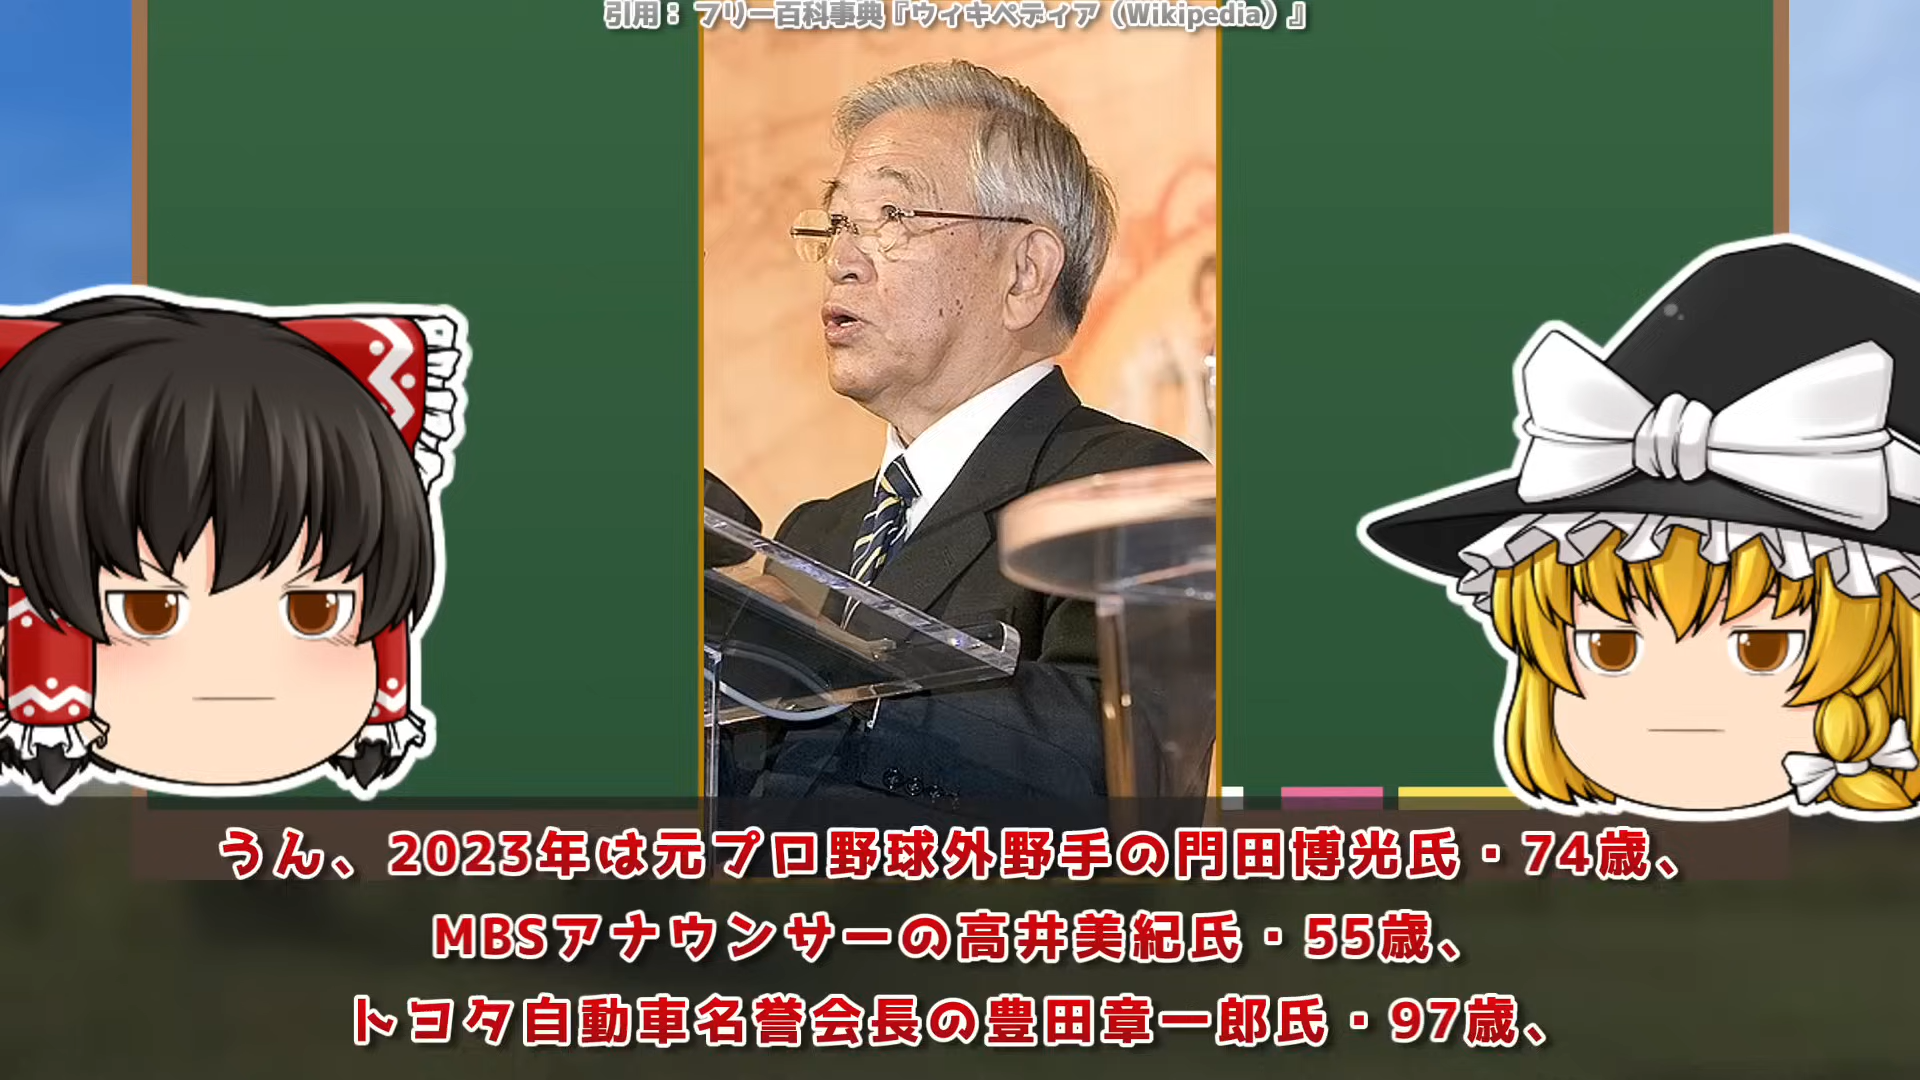 引用： フリー百科事典『ウィキペディア（Wikipedia）』
うん、2023年は元プロ野球外野手の門田博光氏・74歳、
MBSアナウンサーの高井美紀氏・55歳、
トヨタ自動車名誉会長の豊田章一郎氏・97歳、